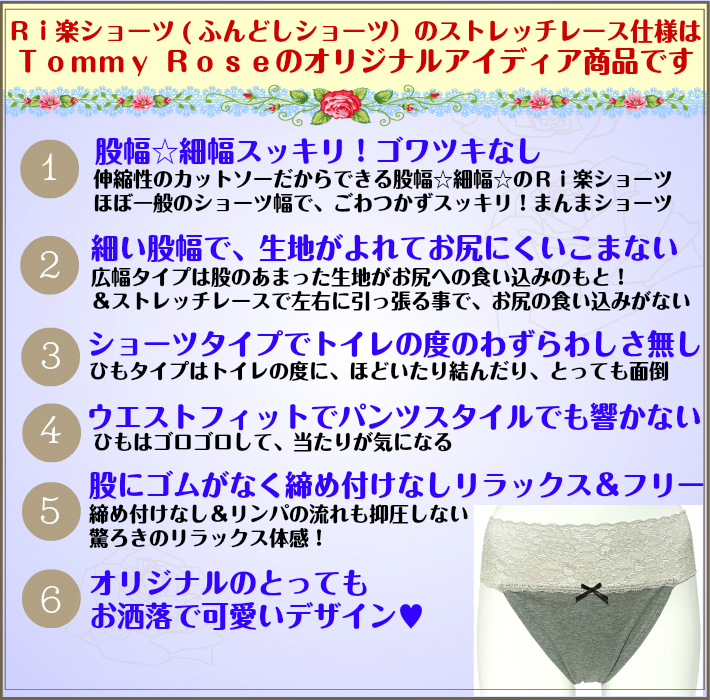 Ｒｉ楽ショーツ（ふんどしショーツ）のストレッチレース仕様は
Ｔｏｍｍｙ Ｒｏｓｅのオリジナルアイディア商品です
1
股幅☆細幅スッキリ！ゴワツキなし
伸縮性のカットソーだからできる股幅☆細幅☆のＲｉ楽ショーツ
ほぼ一般のショーツ幅で、ごわつかずスッキリ！まんまショーツ
2
細い股幅で、生地がよれてお尻にくいこまない
広幅タイプは股のあまった生地がお尻への食い込みのもと！
＆ストレッチレースで左右に引っ張る事で、お尻の食い込みがない
3
ショーツタイプでトイレの度のわずらわしさ無し
ひもタイプはトイレの度に、ほどいたり結んだり、とっても面倒
4
ウエストフィットでパンツスタイルでも響かない
ひもはゴロゴロして、当たりが気になる
5
股にゴムがなく締め付けなしリラックス＆フリー
締め付けなし＆リンパの流れも抑圧しない
驚ろきのリラックス体感！
6
オリジナルのとっても
お洒落で可愛いデザイン♥